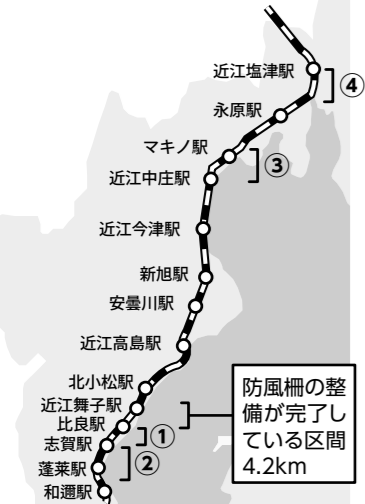 近江塩津駅
④
永原駅
マキノ駅
③
近江中庄駅
近江今津駅
新旭駅
安曇川駅
近江高島駅
北小松駅
近江舞子駅
比良駅
①
志賀駅
②
蓬莱駅
和邇駅
防風柵の整
備が完了し
ている区間
4.2km